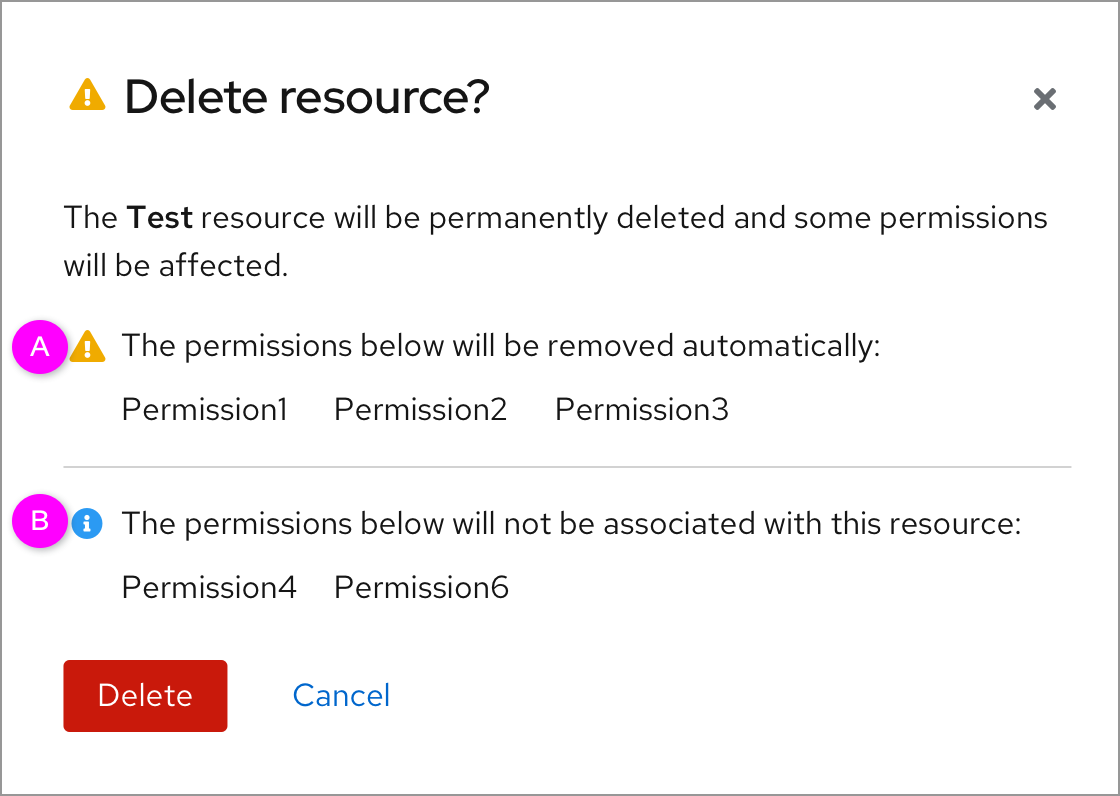 Delete resource?
The Test resource will be permanently deleted and some permissions
will be affected.
A The permissions below will be removed automatically:
Permission1 Permission2 Permission3
B The permissions below will not be associated with this resource:
Permission4 Permission6
Delete Cancel